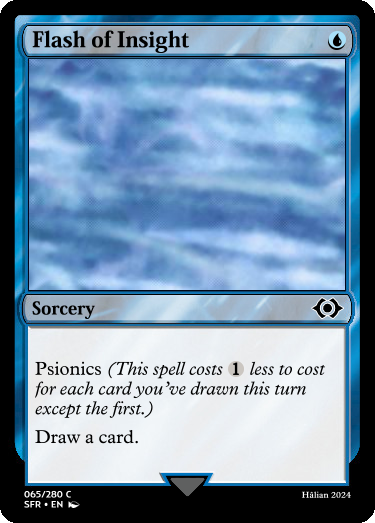 Flash of Insight
Sorcery
Psionics (This spell costs 1 less to cost
for each card you've drawn this turn
except the first.)
Draw a card.
065/280 C
SFR • EN
Hálian 2024